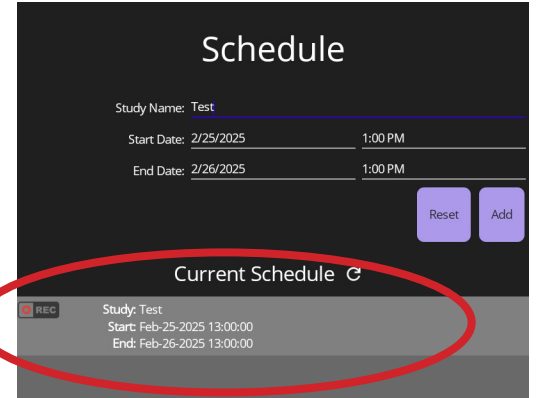 Schedule
Study Name: Test
Start Date: 2/25/2025 1:00 PM
End Date: 2/26/2025 1:00 PM
Reset Add
Current Schedule
REC Study: Test
Start: Feb-25-2025 13:00:00
End: Feb-26-2025 13:00:00